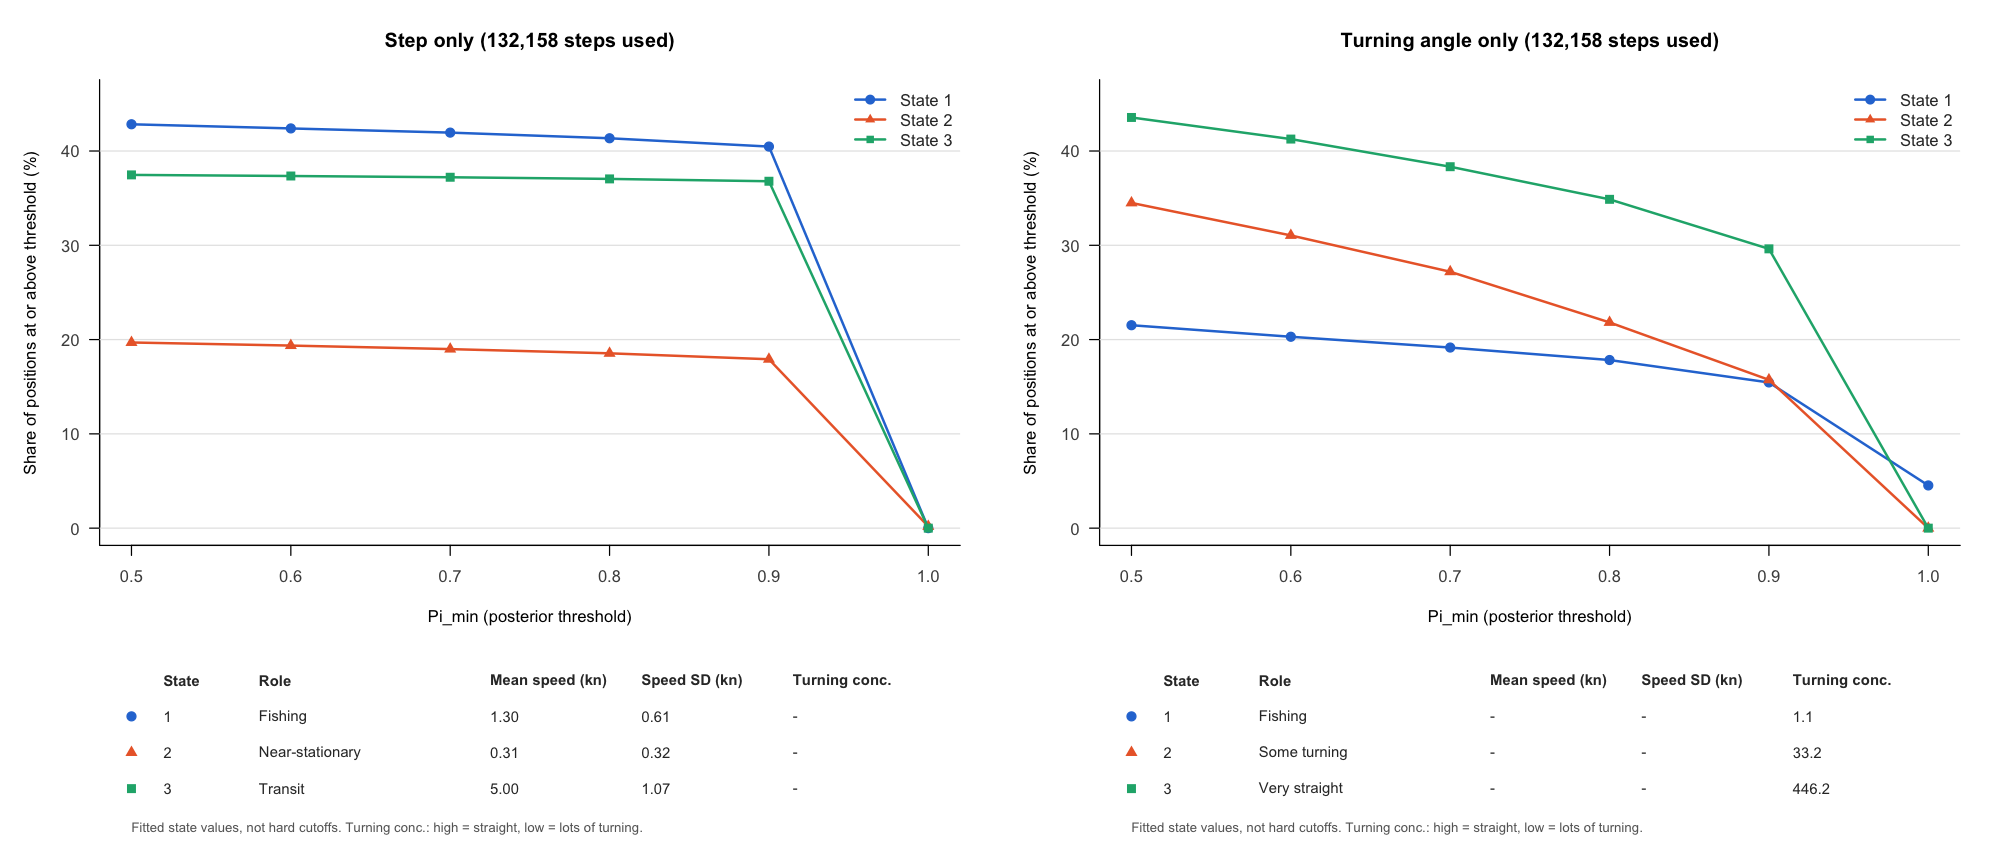 Step only (132,158 steps used)
State 1
State 2
State 3
Share of positions at or above threshold (%)
40
30
20
10
0
0.5 0.6 0.7 0.8 0.9 1.0
Pi_min (posterior threshold)
State Role Mean speed (kn) Speed SD (kn) Turning conc.
1 Fishing 1.30 0.61 -
2 Near-stationary 0.31 0.32 -
3 Transit 5.00 1.07 -
Fitted state values, not hard cutoffs. Turning conc.: high = straight, low = lots of turning.
Turning angle only (132,158 steps used)
State 1
State 2
State 3
Share of positions at or above threshold (%)
40
30
20
10
0
0.5 0.6 0.7 0.8 0.9 1.0
Pi_min (posterior threshold)
State Role Mean speed (kn) Speed SD (kn) Turning conc.
1 Fishing - - 1.1
2 Some turning - - 33.2
3 Very straight - - 446.2
Fitted state values, not hard cutoffs. Turning conc.: high = straight, low = lots of turning.